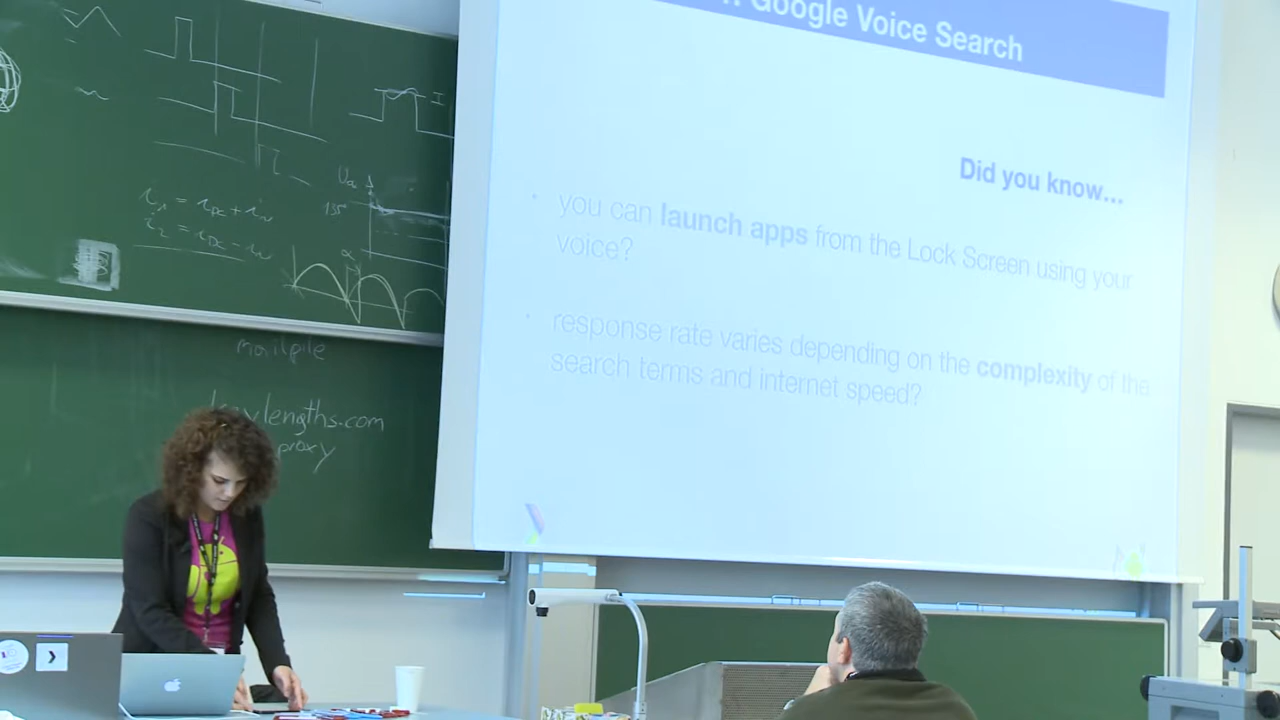 Google Voice Search
Did you know...
you can launch apps from the Lock Screen using your
voice?
response rate varies depending on the complexity of the
search terms and internet speed?
mailpile
keylengths.com
proxy